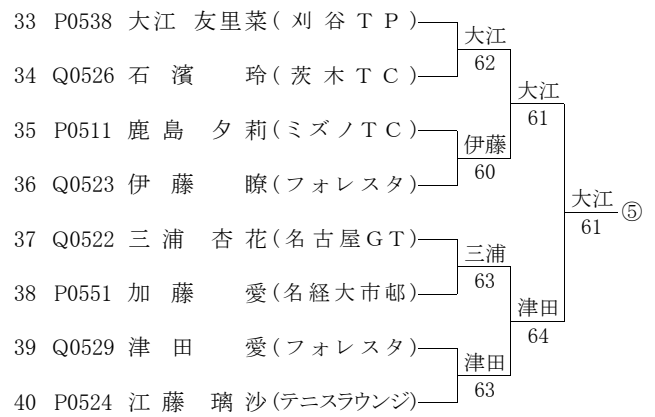 33 P0538 大江 友里菜(刈谷TP)
大江
62
34 Q0526 石濱 玲(茨木TC)
大江
61
35 P0511 鹿島 夕莉(ミズノTC)
伊藤
60
36 Q0523 伊藤 瞭(フォレスタ)
大江
61
⑤
37 Q0522 三浦 杏花(名古屋GT)
三浦
63
38 P0551 加藤 愛(名経大市邨)
津田
64
39 Q0529 津田 愛(フォレスタ)
津田
63
40 P0524 江藤 璃沙(テニスラウンジ)